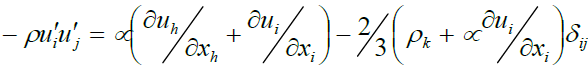 − ρu′ᵢu′ⱼ = ∝(∂uₕ/∂xₕ + ∂uᵢ/∂xᵢ) − 2/3(ρₖ + ∝∂uᵢ/∂xᵢ)δᵢⱼ